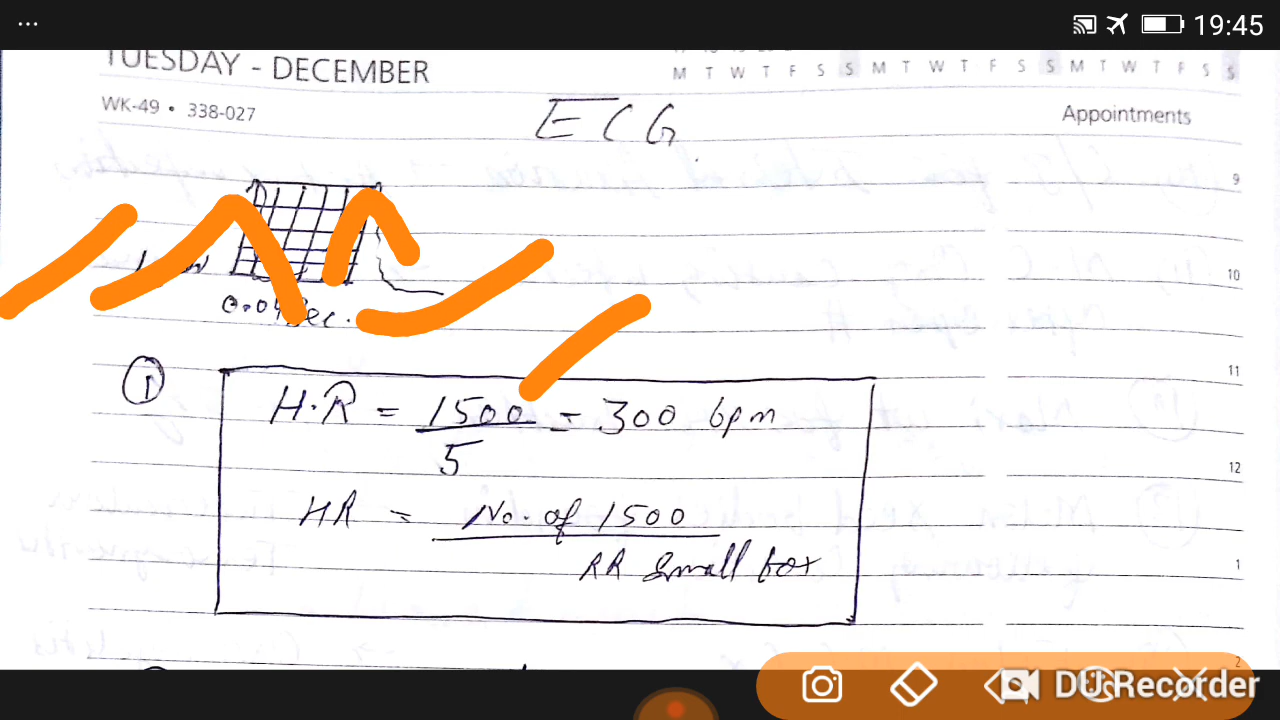 ... 19:45
TUESDAY - DECEMBER
M T W T F S S M T W T F S S M T W T F S S
WK-49 • 338-027
ECG
Appointments
9
10
0.04 Sec.
11
1
H.R = 1500/5 = 300 bpm
12
HR = No. of 1500 / RR Small box
1
2
DU Recorder